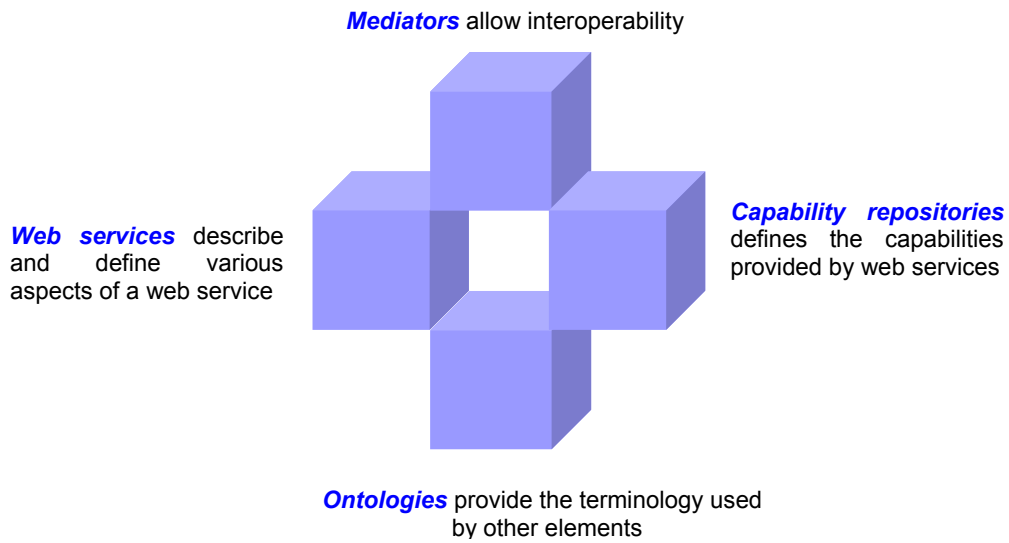 Mediators allow interoperability
Web services describe
and define various
aspects of a web service
Capability repositories
defines the capabilities
provided by web services
Ontologies provide the terminology used
by other elements